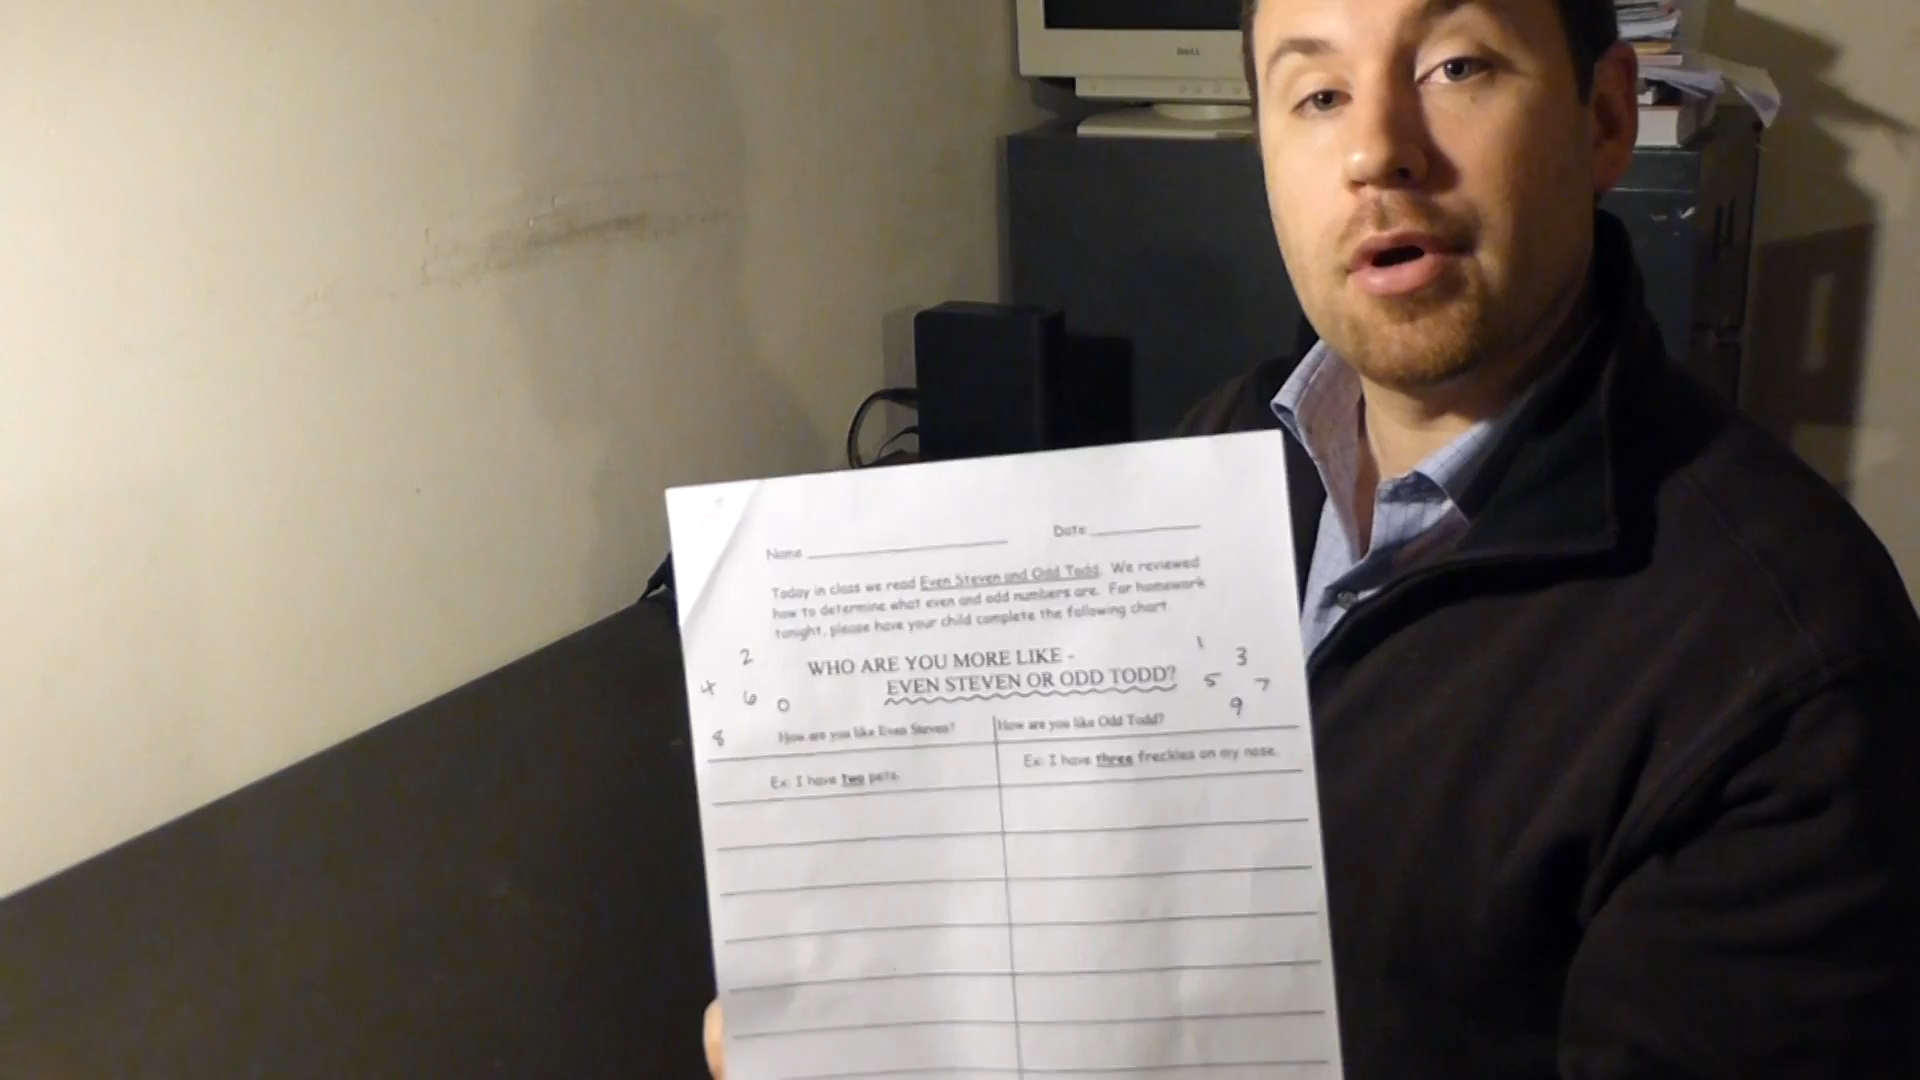 Dell
Name Date
Today in class we read Even Steven and Odd Todd. We reviewed
how to determine what even and odd numbers are. For homework
tonight, please have your child complete the following chart.
WHO ARE YOU MORE LIKE -
EVEN STEVEN OR ODD TODD?
2
4 6 0
8
1 3
5 7
9
How are you like Even Steven? How are you like Odd Todd?
Ex: I have two pets. Ex: I have three freckles on my nose.